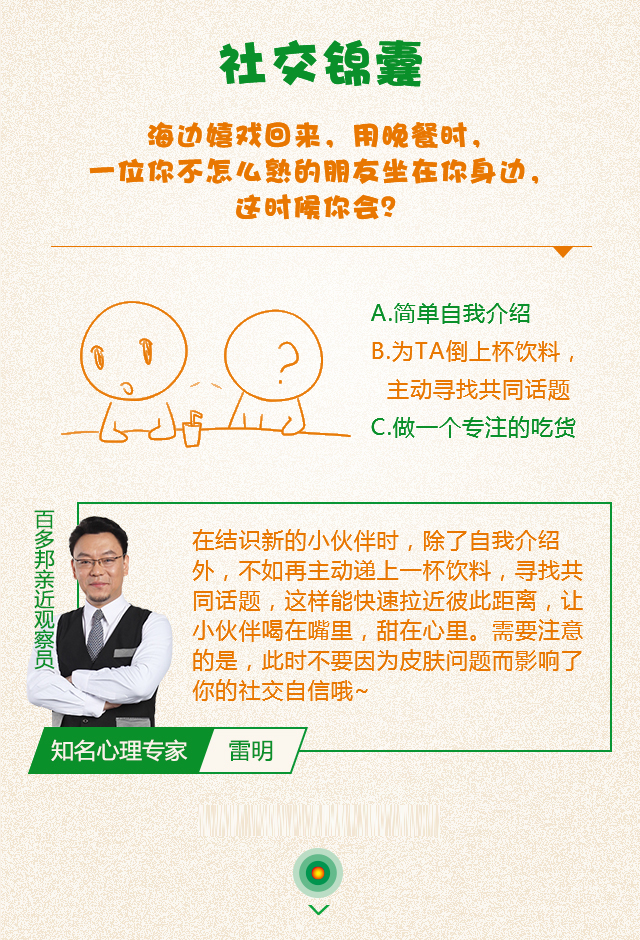 社交锦囊
海边嬉戏回来，用晚餐时，
一位你不怎么熟的朋友坐在你身边，
这时候你会？
A.简单自我介绍
B.为TA倒上杯饮料，
主动寻找共同话题
C.做一个专注的吃货
百多邦亲近观察员
在结识新的小伙伴时，除了自我介绍
外，不如再主动递上一杯饮料，寻找共
同话题，这样能快速拉近彼此距离，让
小伙伴喝在嘴里，甜在心里。需要注意
的是，此时不要因为皮肤问题而影响了
你的社交自信哦~
知名心理专家 雷明